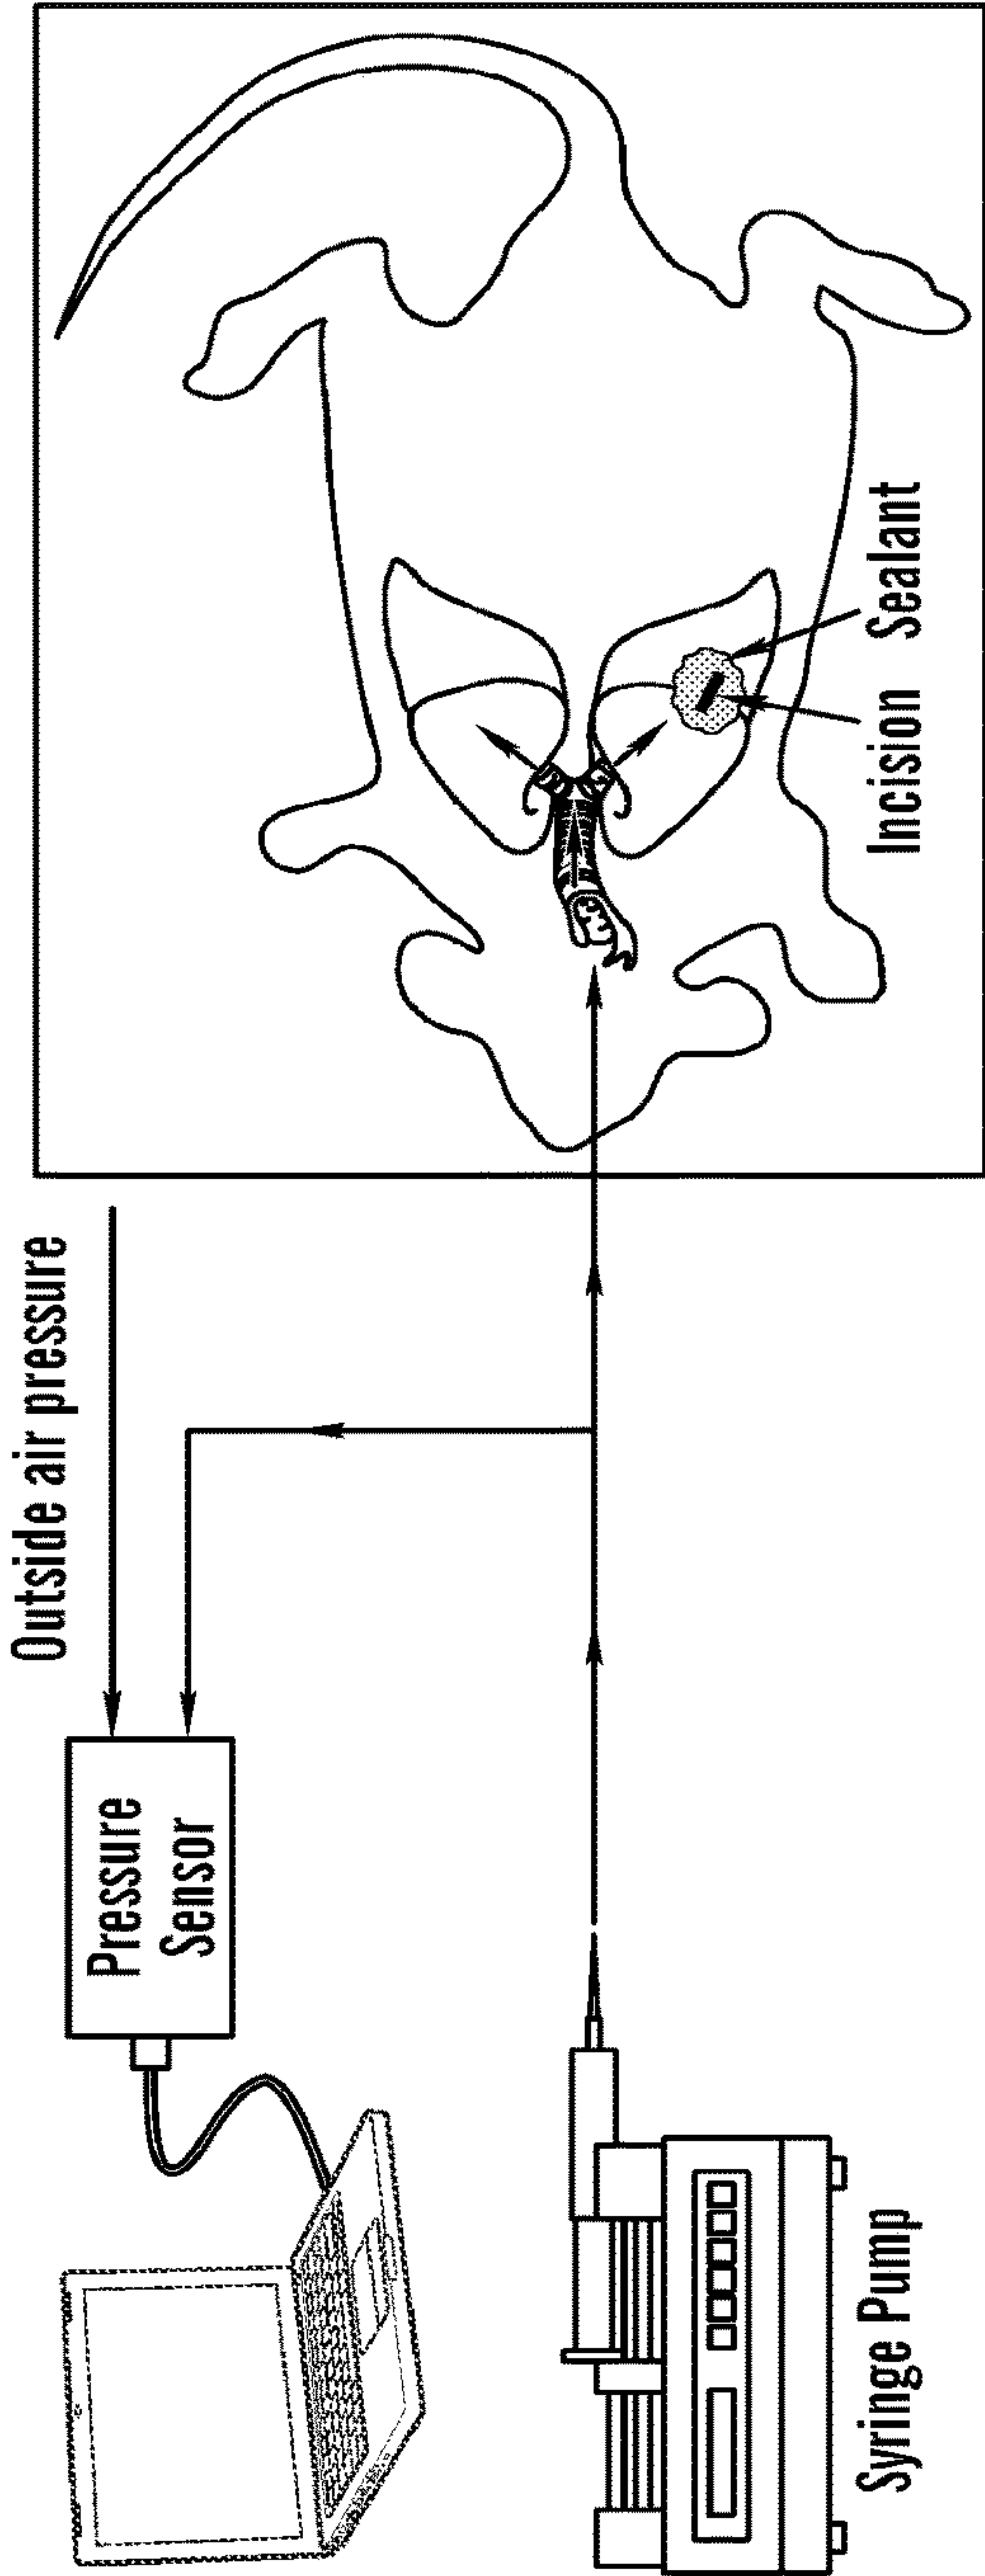 Outside air pressure
Pressure
Sensor
Incision
Sealant
Syringe Pump